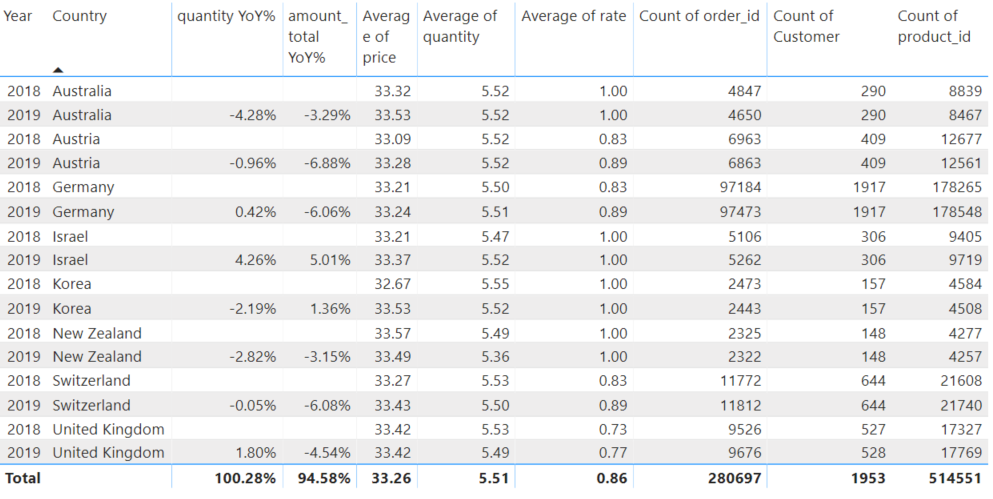 Year Country quantity YoY% amount_ Averag Average of Average of rate Count of order_id Count of Count of
total e of quantity Customer product_id
YoY% price
2018 Australia 33.32 5.52 1.00 4847 290 8839
2019 Australia -4.28% -3.29% 33.53 5.52 1.00 4650 290 8467
2018 Austria 33.09 5.52 0.83 6963 409 12677
2019 Austria -0.96% -6.88% 33.28 5.52 0.89 6863 409 12561
2018 Germany 33.21 5.50 0.83 97184 1917 178265
2019 Germany 0.42% -6.06% 33.24 5.51 0.89 97473 1917 178548
2018 Israel 33.21 5.47 1.00 5106 306 9405
2019 Israel 4.26% 5.01% 33.37 5.52 1.00 5262 306 9719
2018 Korea 32.67 5.55 1.00 2473 157 4584
2019 Korea -2.19% 1.36% 33.53 5.52 1.00 2443 157 4508
2018 New Zealand 33.57 5.49 1.00 2325 148 4277
2019 New Zealand -2.82% -3.15% 33.49 5.36 1.00 2322 148 4257
2018 Switzerland 33.27 5.53 0.83 11772 644 21608
2019 Switzerland -0.05% -6.08% 33.43 5.50 0.89 11812 644 21740
2018 United Kingdom 33.42 5.53 0.73 9526 527 17327
2019 United Kingdom 1.80% -4.54% 33.42 5.49 0.77 9676 528 17769
Total 100.28% 94.58% 33.26 5.51 0.86 280697 1953 514551